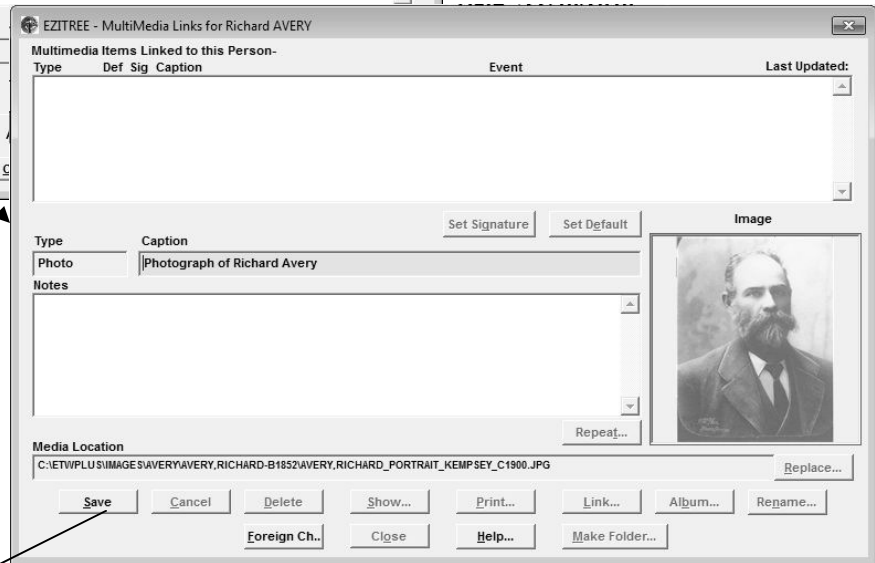 EZITREE - MultiMedia Links for Richard AVERY
Multimedia Items Linked to this Person-
Type Def Sig Caption Event Last Updated:
Set Signature Set Default Image
Type Caption
Photo Photograph of Richard Avery
Notes
Repeat...
Media Location
C:\ETWPLUS\IMAGES\AVERY\AVERY,RICHARD-B1852\AVERY,RICHARD_PORTRAIT_KEMPSEY_C1900.JPG Replace...
Save Cancel Delete Show... Print... Link... Album... Rename...
Foreign Ch.. Close Help... Make Folder...